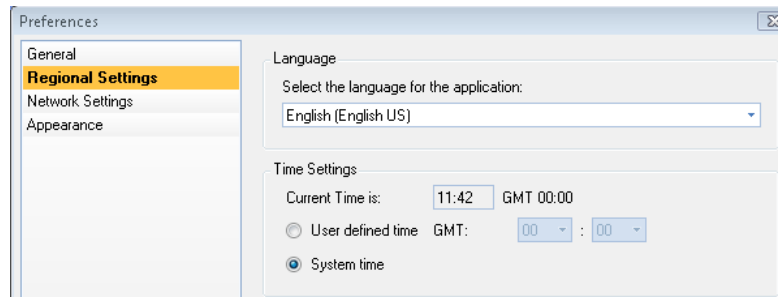 Preferences
General
Regional Settings
Network Settings
Appearance
Language
Select the language for the application:
English (English US)
Time Settings
Current Time is: 11:42 GMT 00:00
User defined time GMT: 00 : 00
System time